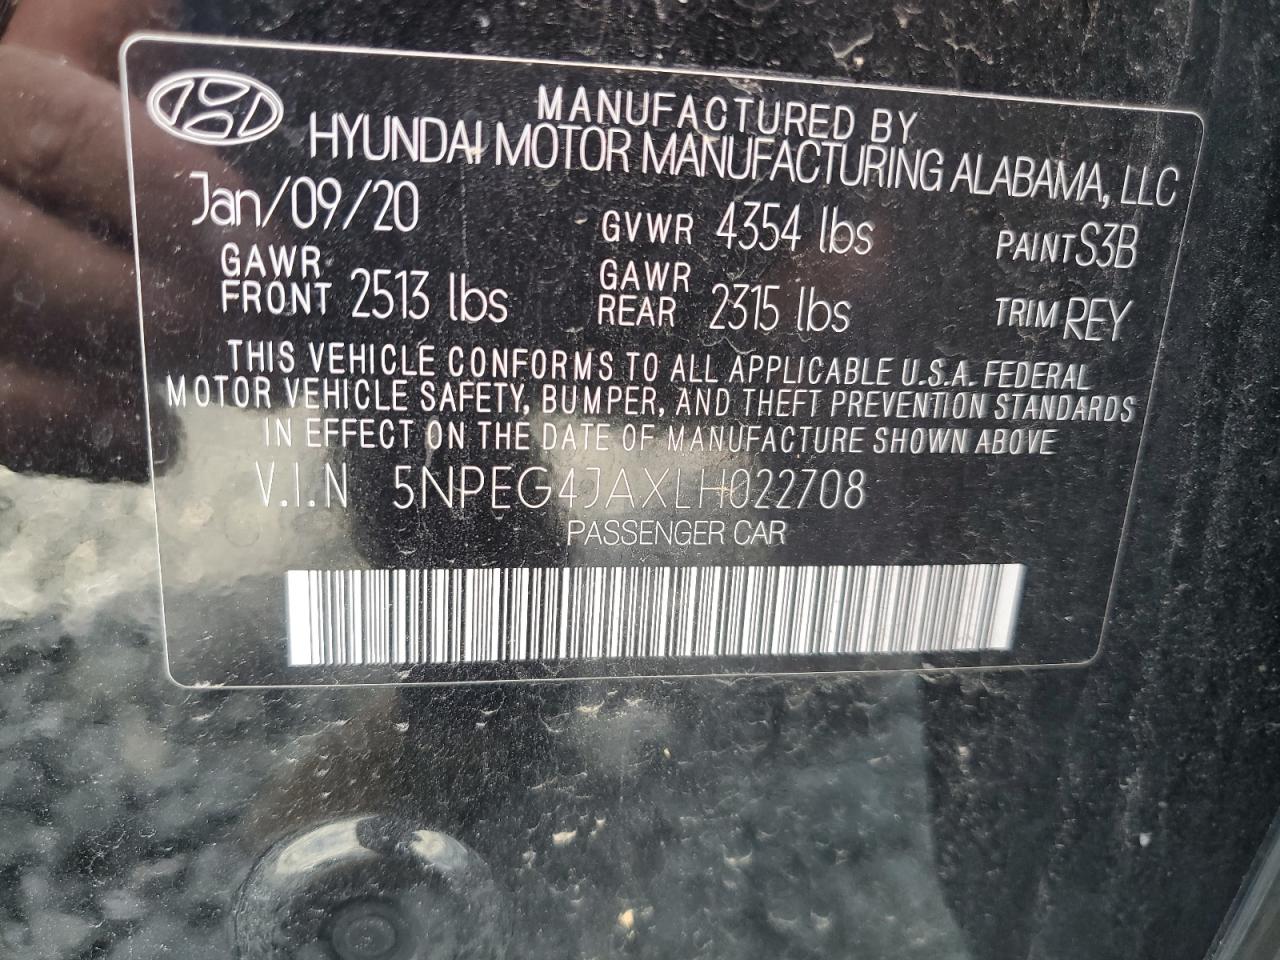 MANUFACTURED BY
HYUNDAI MOTOR MANUFACTURING ALABAMA, LLC
Jan/09/20 GVWR 4354 lbs PAINT S3B
GAWR FRONT 2513 lbs GAWR REAR 2315 lbs TRIM REY
THIS VEHICLE CONFORMS TO ALL APPLICABLE U.S.A. FEDERAL
MOTOR VEHICLE SAFETY, BUMPER, AND THEFT PREVENTION STANDARDS
IN EFFECT ON THE DATE OF MANUFACTURE SHOWN ABOVE
V.I.N 5NPEG4JAXLH022708
PASSENGER CAR